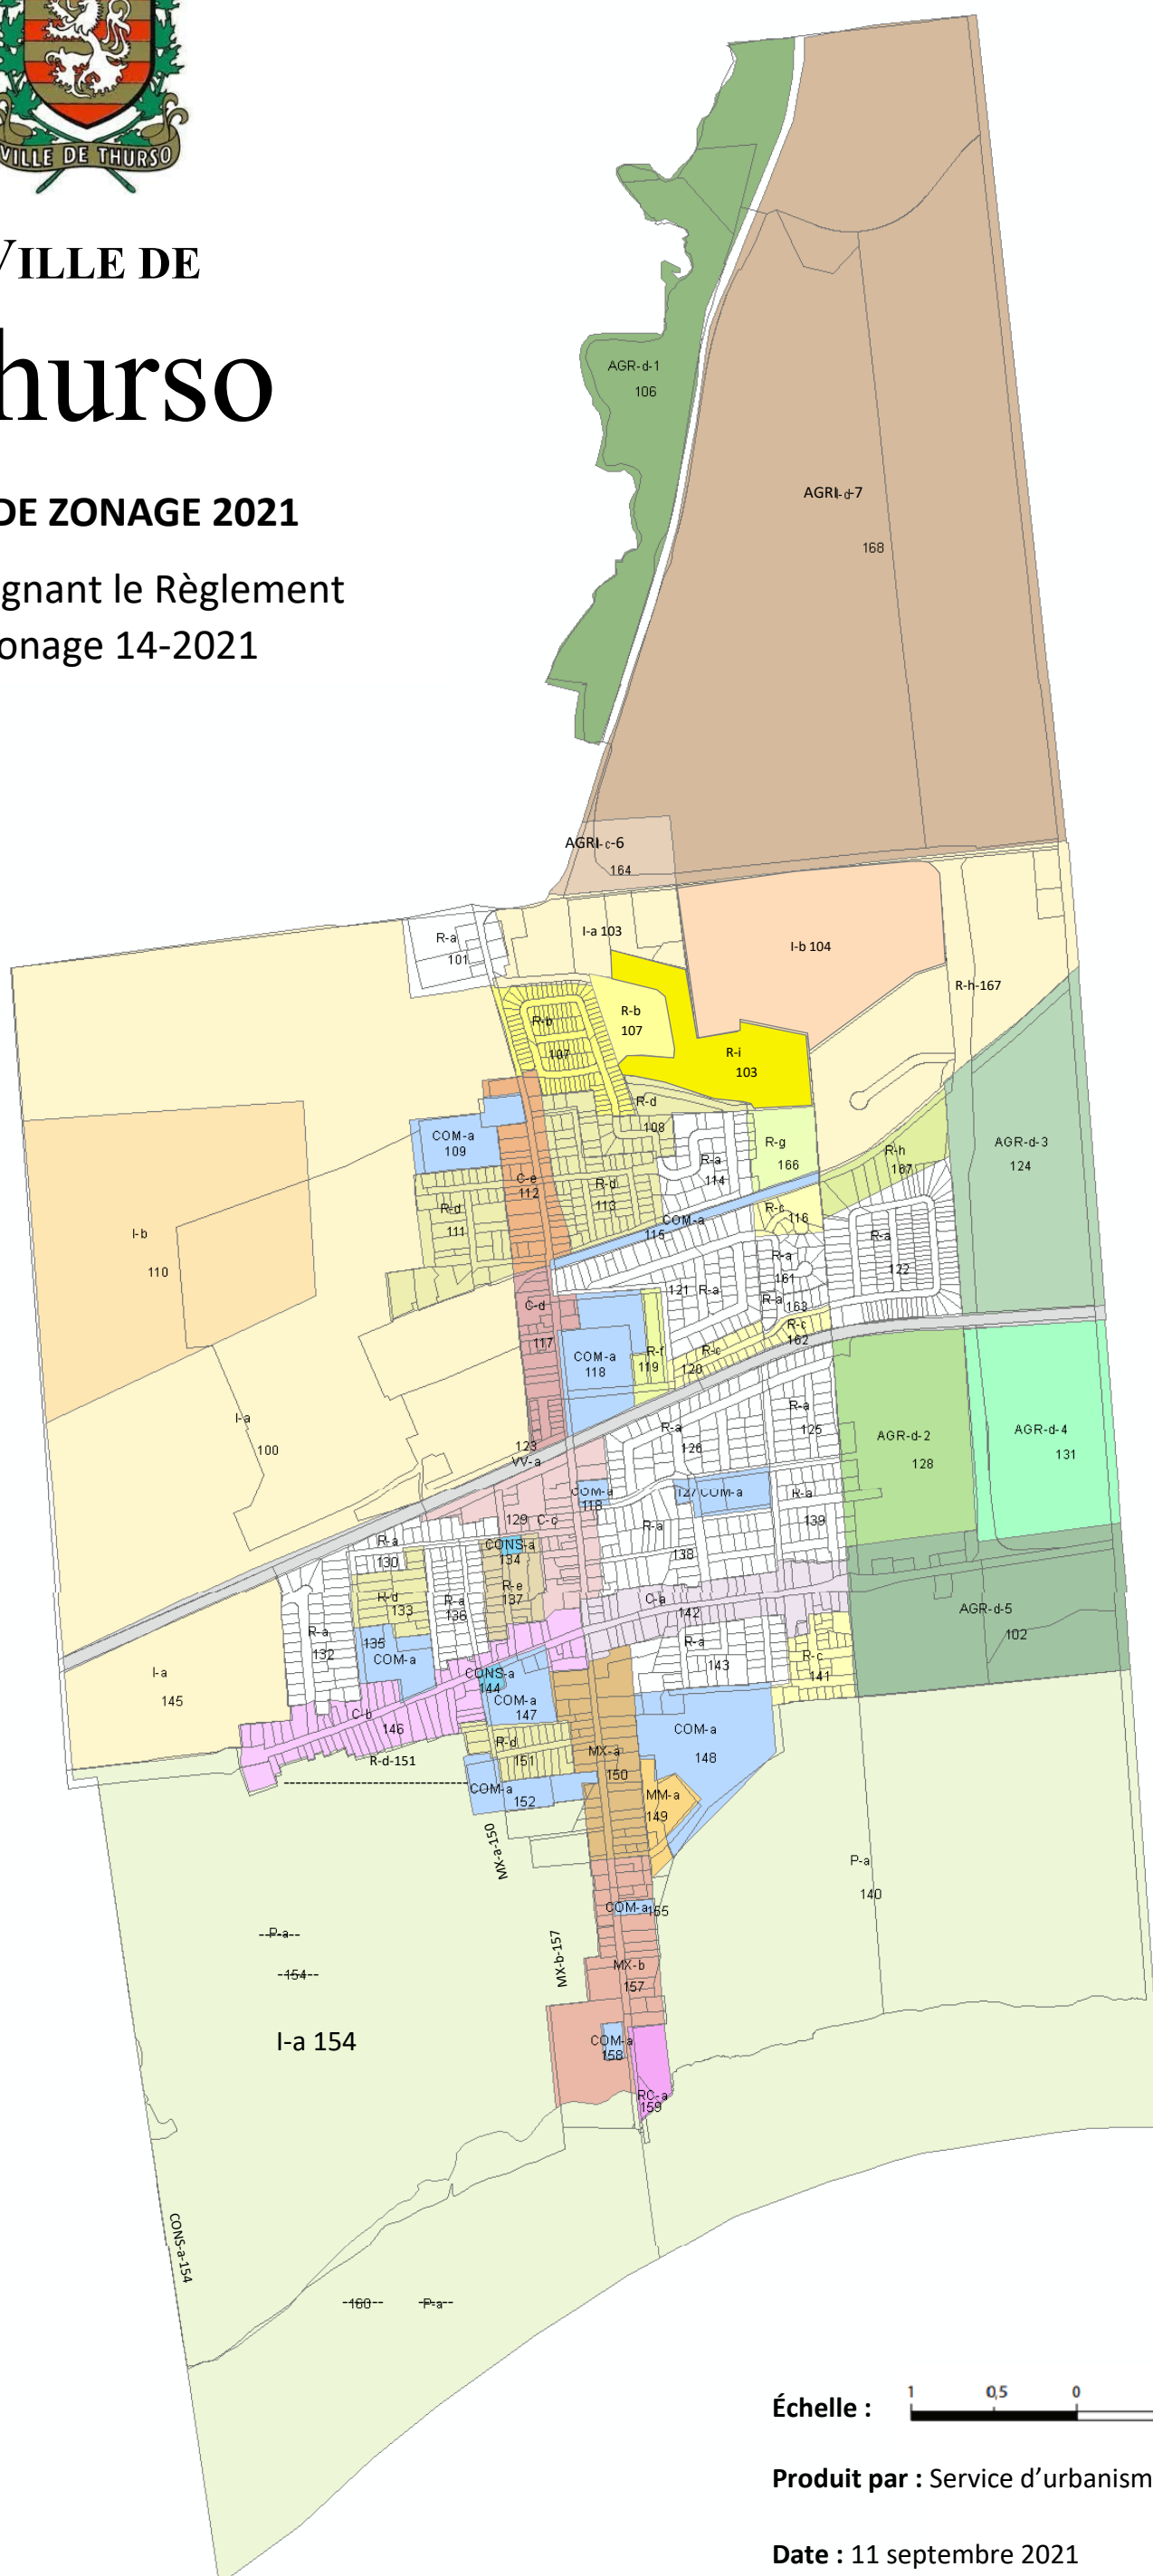 VILLE DE THURSO
VILLE DE
hurso
DE ZONAGE 2021
gnant le Règlement
onage 14-2021
AGR-d-1
106
AGRI-d-7
168
AGRI-c-6
164
R-a
101
I-a 103
I-b 104
R-h-167
R-b
107
R-b
107
R-i
103
R-d
108
COM-a
109
C-e
112
R-d
111
R-d
113
R-a
114
R-g
166
R-h
167
AGR-d-3
124
I-b
110
COM-a
115
R-c
116
R-a
122
R-a
161
R-a
163
R-c
162
121 R-a
C-d
117
COM-a
118
R-f
119
R-c
120
I-a
100
123
VV-a
R-a
126
R-a
125
AGR-d-2
128
AGR-d-4
131
COM-a
118
127 COM-a
129 C-c
R-a
139
R-a
138
R-a
130
CONS-a
134
R-e
137
R-d
133
R-a
136
C-a
142
AGR-d-5
102
R-a
132
135
COM-a
R-a
143
R-c
141
I-a
145
CONS-a
144
COM-a
147
C-b
146
R-d-151
R-d
151
COM-a
148
MX-a
150
COM-a
152
MM-a
149
MX-a-150
P-a
140
COM-a
155
MX-b-157
MX-b
157
P-a
154
I-a 154
COM-a
158
RC-a
159
CONS-a-154
160 P-a
Échelle : 1 0,5 0
Produit par : Service d'urbanism
Date : 11 septembre 2021